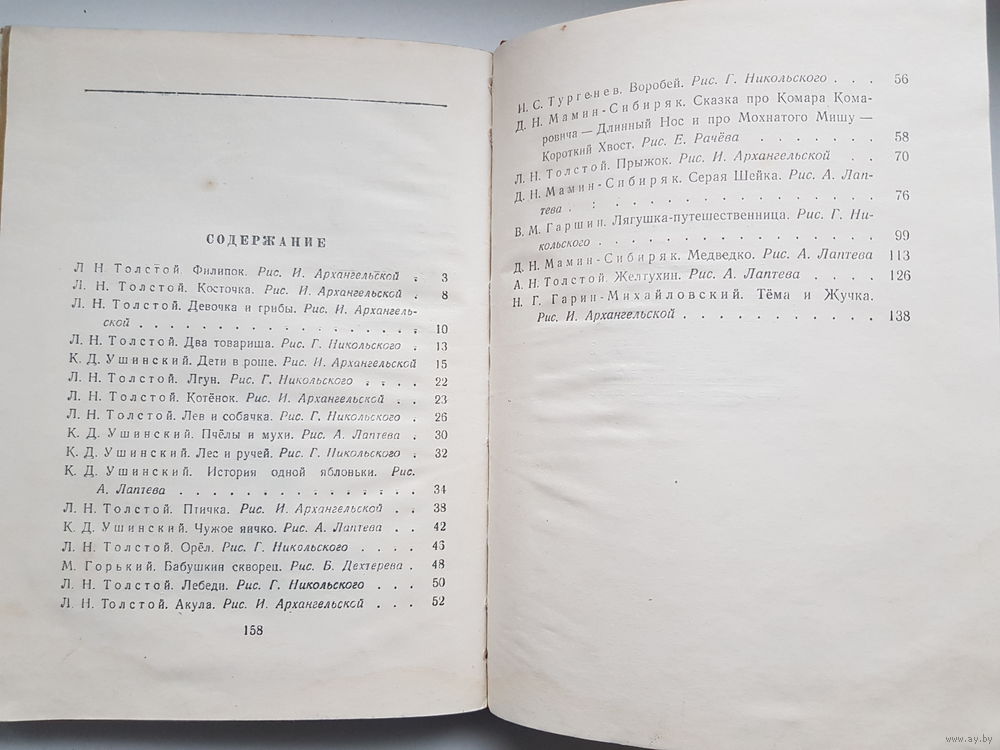 СОДЕРЖАНИЕ
Л Н Толстой. Филипок. Рис. И. Архангельской . 3
Л. Н. Толстой. Косточка. Рис. И. Архангельской . 8
Л. Н. Толстой. Девочка и грибы. Рис. И. Архангель-
ской . . . . . . . . . . . . . . . . . 10
Л. Н. Толстой. Два товарища. Рис. Г. Никольского . 13
К. Д. Ушинский. Дети в роще. Рис. И. Архангельской 15
Л. Н. Толстой. Лгун. Рис. Г. Никольского . . . . 22
Л. Н. Толстой. Котёнок. Рис. И. Архангельской . . 23
Л. Н. Толстой. Лев и собачка. Рис. Г. Никольского . 26
К. Д. Ушинский. Пчёлы и мухи. Рис. А. Лаптева . 30
К. Д. Ушинский. Лес и ручей. Рис. Г. Никольского . 32
К. Д. Ушинский. История одной яблоньки. Рис.
А. Лаптева . . . . . . . . . . . . . . 34
Л. Н. Толстой. Птичка. Рис. И. Архангельской . . 38
К. Д. Ушинский. Чужое яичко. Рис. А. Лаптева . . 42
Л. Н. Толстой. Орёл. Рис. Г. Никольского . . . . 46
М. Горький. Бабушкин скворец. Рис. Б. Дехтерева . 48
Л. Н. Толстой. Лебеди. Рис. Г. Никольского . . . 50
Л. Н. Толстой. Акула. Рис. И. Архангельской . . . 52
158
И. С. Тургенев. Воробей. Рис. Г. Никольского . . . 56
Д. Н. Мамин-Сибиряк. Сказка про Комара Кома-
ровича — Длинный Нос и про Мохнатого Мишу —
Короткий Хвост. Рис. Е. Рачёва . . . . . . . 58
Л. Н. Толстой. Прыжок. Рис. И. Архангельской . . 70
Д. Н. Мамин-Сибиряк. Серая Шейка. Рис. А. Лап-
тева . : . . . . . . . . . . . . . . 76
В. М. Гаршин. Лягушка-путешественница. Рис. Г. Ни-
кольского . . . . . . . . . . . . . . . 99
Д. Н. Мамин-Сибиряк. Медведко. Рис. А. Лаптева 113
А. Н. Толстой. Желтухин. Рис. А. Лаптева . . . . 126
Н. Г. Гарин-Михайловский. Тёма и Жучка.
Рис. И. Архангельской . . . . . . . . . . . 138
www.ay.by